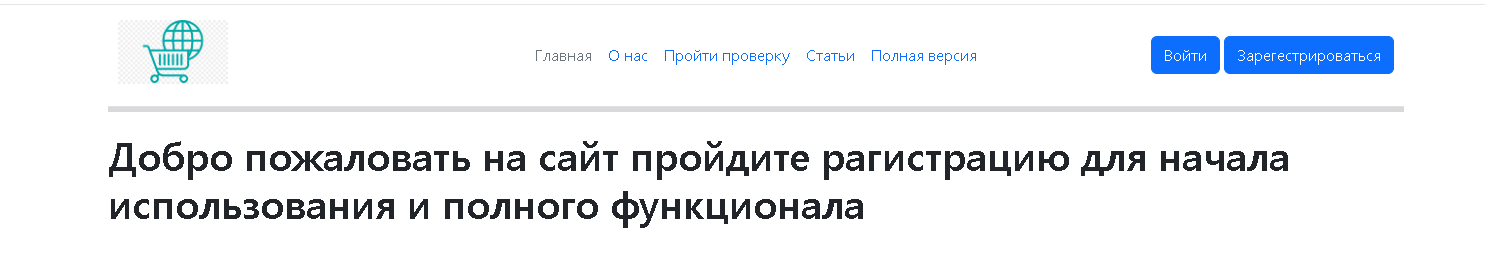 Главная О нас Пройти проверку Статьи Полная версия Войти Зарегестрироваться
Добро пожаловать на сайт пройдите рагистрацию для начала
использования и полного функционала